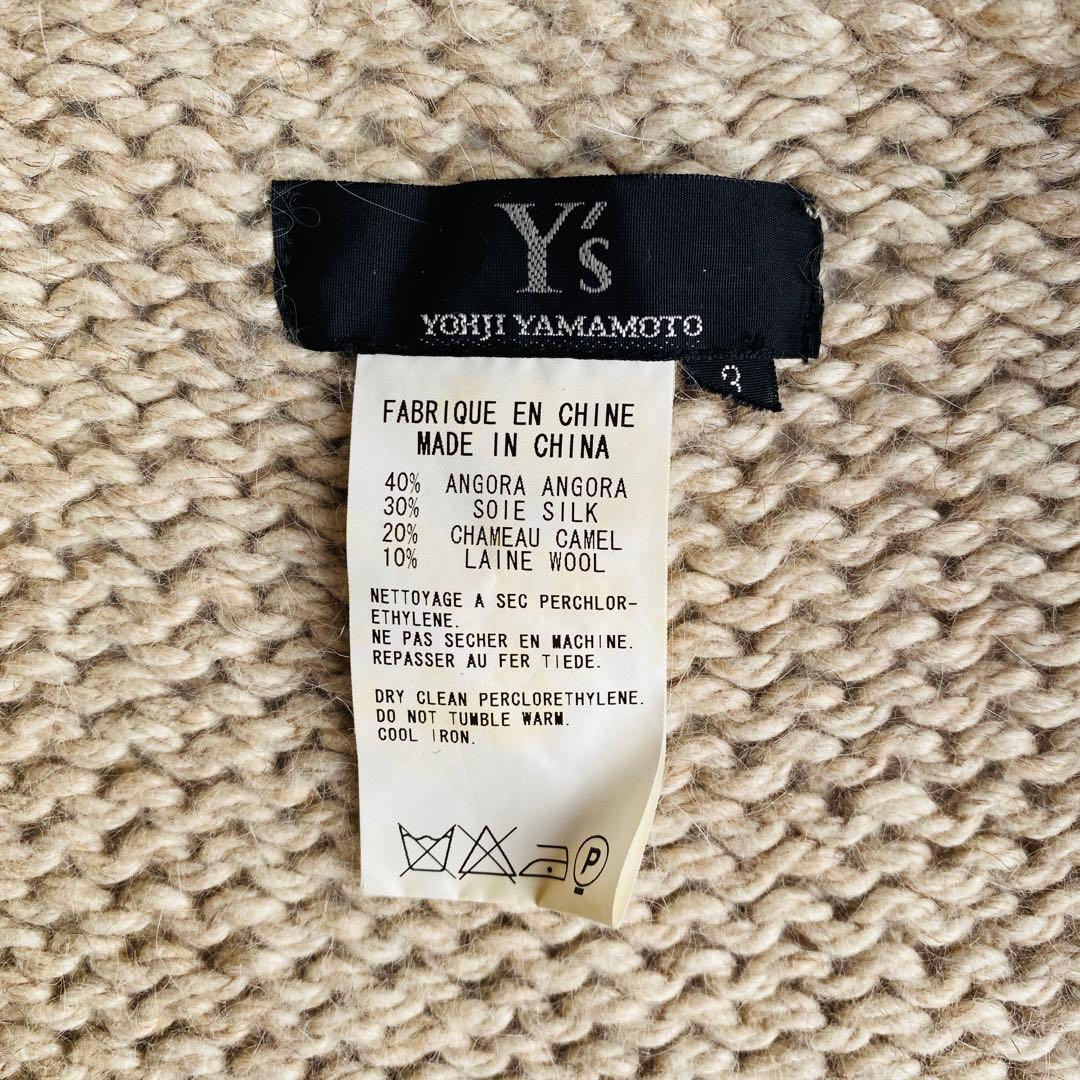 Y's
YOHJI YAMAMOTO
3
FABRIQUE EN CHINE
MADE IN CHINA
40% ANGORA ANGORA
30% SOIE SILK
20% CHAMEAU CAMEL
10% LAINE WOOL
NETTOYAGE A SEC PERCHLOR-
ETHYLENE.
NE PAS SECHER EN MACHINE.
REPASSER AU FER TIEDE.
DRY CLEAN PERCLORETHYLENE.
DO NOT TUMBLE WARM.
COOL IRON.
P